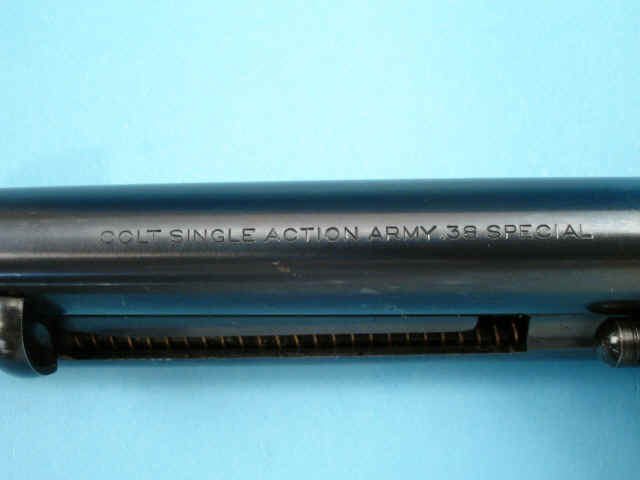 COLT SINGLE ACTION ARMY .38 SPECIAL